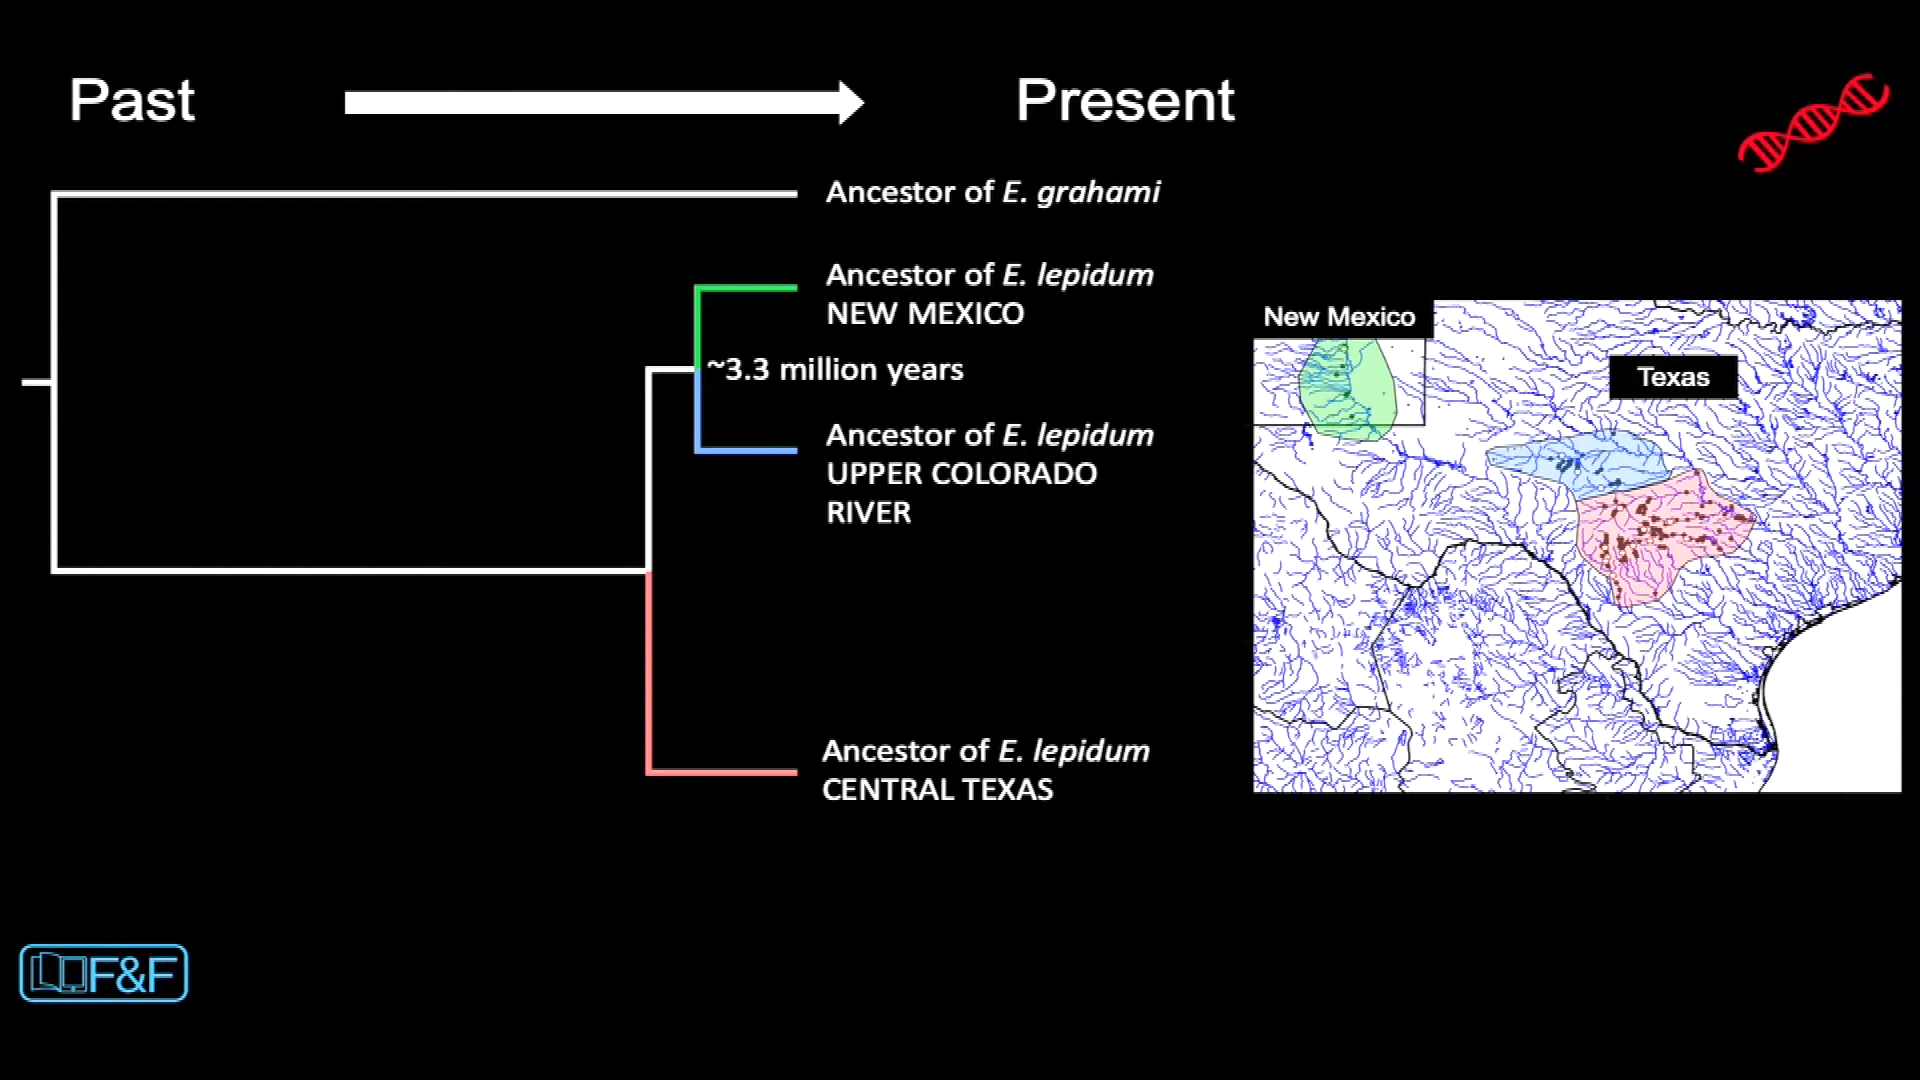 Past
Present
Ancestor of E. grahami
Ancestor of E. lepidum
NEW MEXICO
~3.3 million years
Ancestor of E. lepidum
UPPER COLORADO
RIVER
Ancestor of E. lepidum
CENTRAL TEXAS
New Mexico
Texas
F&F